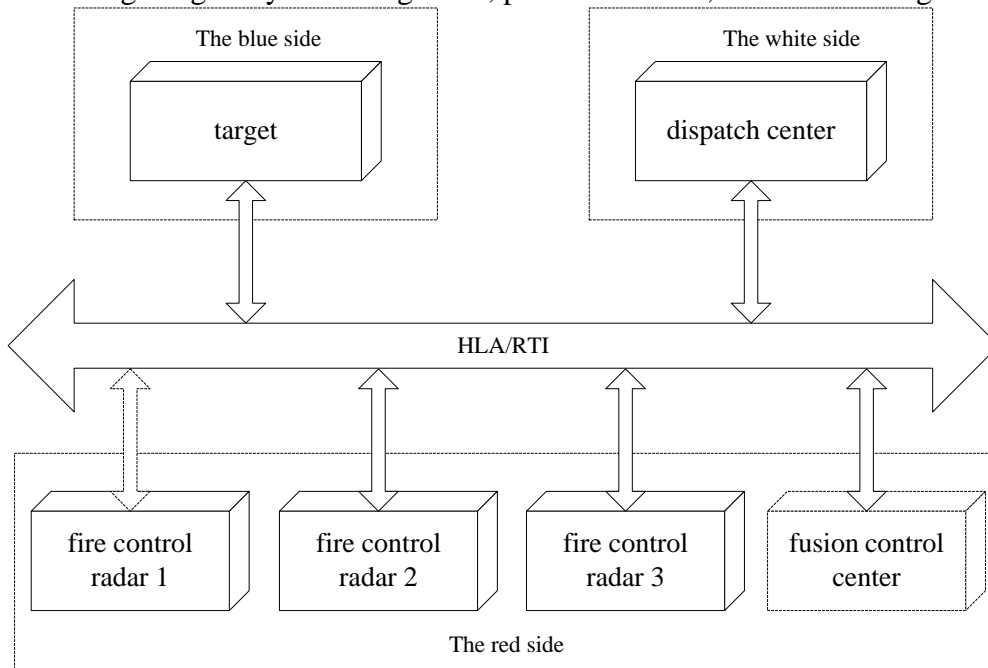 The blue side
The white side
target
dispatch center
HLA/RTI
fire control
radar 1
fire control
radar 2
fire control
radar 3
fusion control
center
The red side